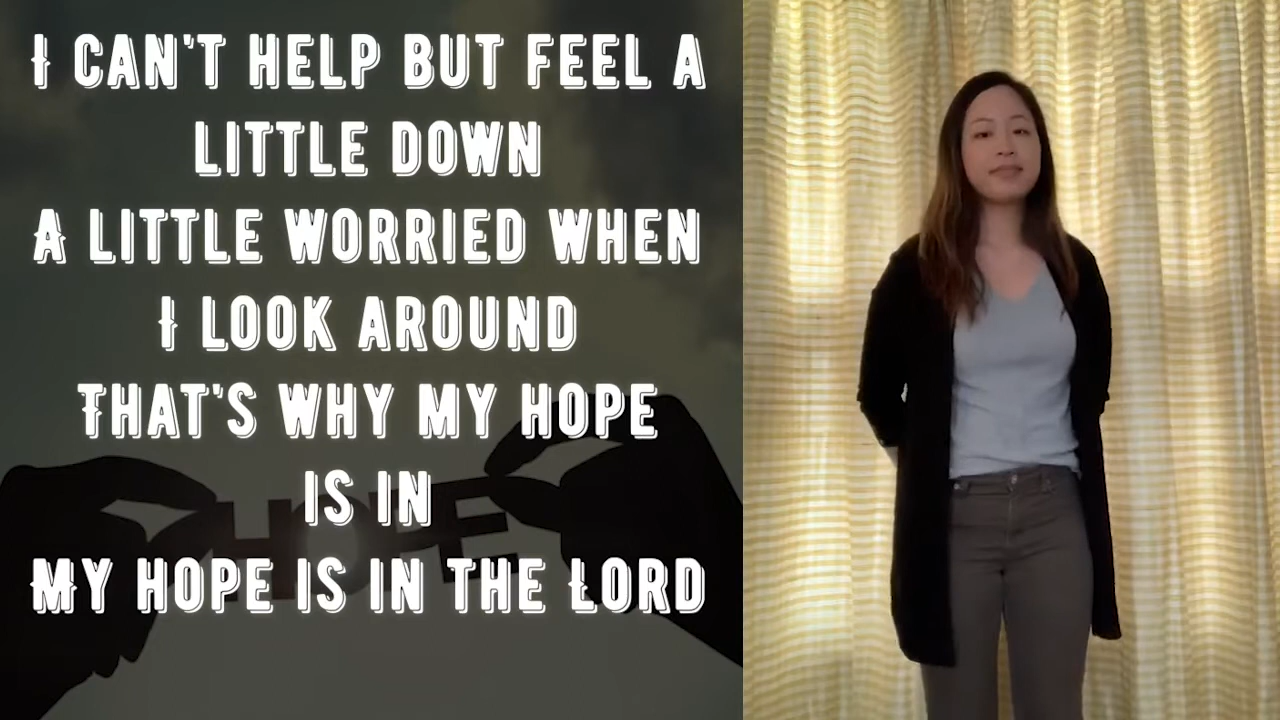 I CAN'T HELP BUT FEEL A
LITTLE DOWN
A LITTLE WORRIED WHEN
I LOOK AROUND
THAT'S WHY MY HOPE
IS IN
MY HOPE IS IN THE LORD
HOPE